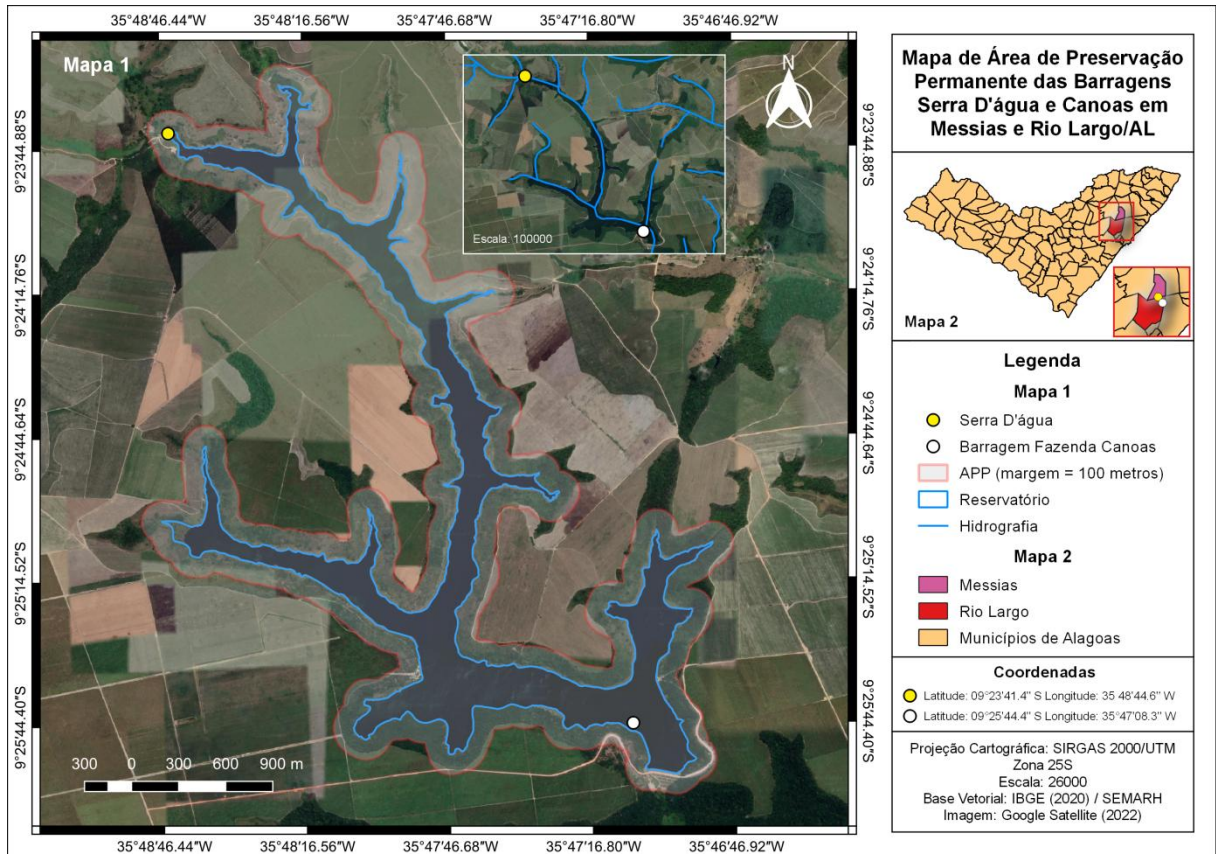 35°48'46.44"W 35°48'16.56"W 35°47'46.68"W 35°47'16.80"W 35°46'46.92"W
Mapa 1
N
Escala: 100000
9°23'44.88"S
9°24'14.76"S
9°24'44.64"S
9°25'14.52"S
9°25'44.40"S
9°23'44.88"S
9°24'14.76"S
9°24'44.64"S
9°25'14.52"S
9°25'44.40"S
300 0 300 600 900 m
35°48'46.44"W 35°48'16.56"W 35°47'46.68"W 35°47'16.80"W 35°46'46.92"W
Mapa de Área de Preservação
Permanente das Barragens
Serra D'água e Canoas em
Messias e Rio Largo/AL
Mapa 2
Legenda
Mapa 1
Serra D'água
Barragem Fazenda Canoas
APP (margem = 100 metros)
Reservatório
Hidrografia
Mapa 2
Messias
Rio Largo
Municípios de Alagoas
Coordenadas
Latitude: 09°23'41.4" S Longitude: 35 48'44.6" W
Latitude: 09°25'44.4" S Longitude: 35°47'08.3" W
Projeção Cartográfica: SIRGAS 2000/UTM
Zona 25S
Escala: 26000
Base Vetorial: IBGE (2020) / SEMARH
Imagem: Google Satellite (2022)